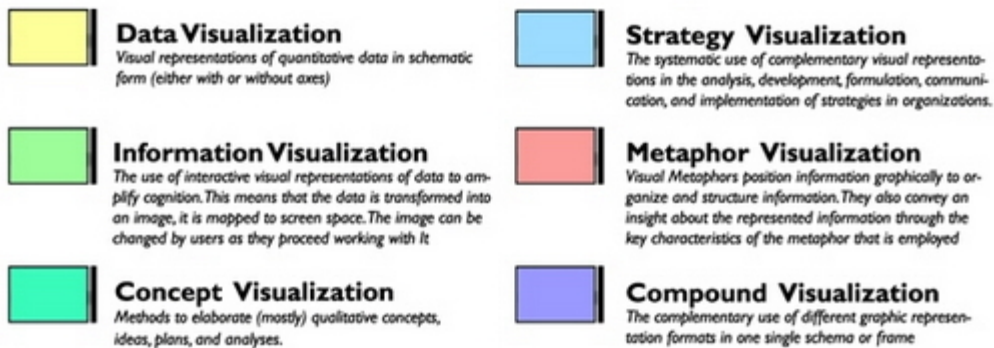 Data Visualization
Visual representations of quantitative data in schematic
form (either with or without axes)
Information Visualization
The use of interactive visual representations of data to am-
plify cognition. This means that the data is transformed into
an image, it is mapped to screen space. The image can be
changed by users as they proceed working with It
Concept Visualization
Methods to elaborate (mostly) qualitative concepts,
ideas, plans, and analyses.
Strategy Visualization
The systematic use of complementary visual representa-
tions in the analysis, development, formulation, communi-
cation, and implementation of strategies in organizations.
Metaphor Visualization
Visual Metaphors position information graphically to or-
ganize and structure information. They also convey an
insight about the represented information through the
key characteristics of the metaphor that is employed
Compound Visualization
The complementary use of different graphic represen-
tation formats in one single schema or frame